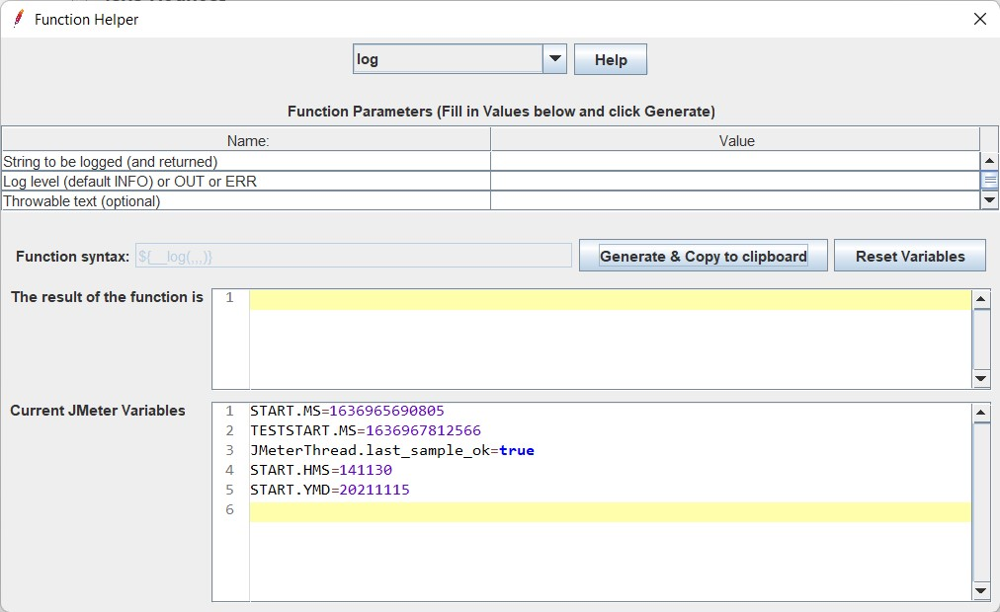 Function Helper
log
Help
Function Parameters (Fill in Values below and click Generate)
Name: Value
String to be logged (and returned)
Log level (default INFO) or OUT or ERR
Throwable text (optional)
Function syntax: ${__log(,,,)} Generate & Copy to clipboard Reset Variables
The result of the function is 1
Current JMeter Variables
1 START.MS=1636965690805
2 TESTSTART.MS=1636967812566
3 JMeterThread.last_sample_ok=true
4 START.HMS=141130
5 START.YMD=20211115
6